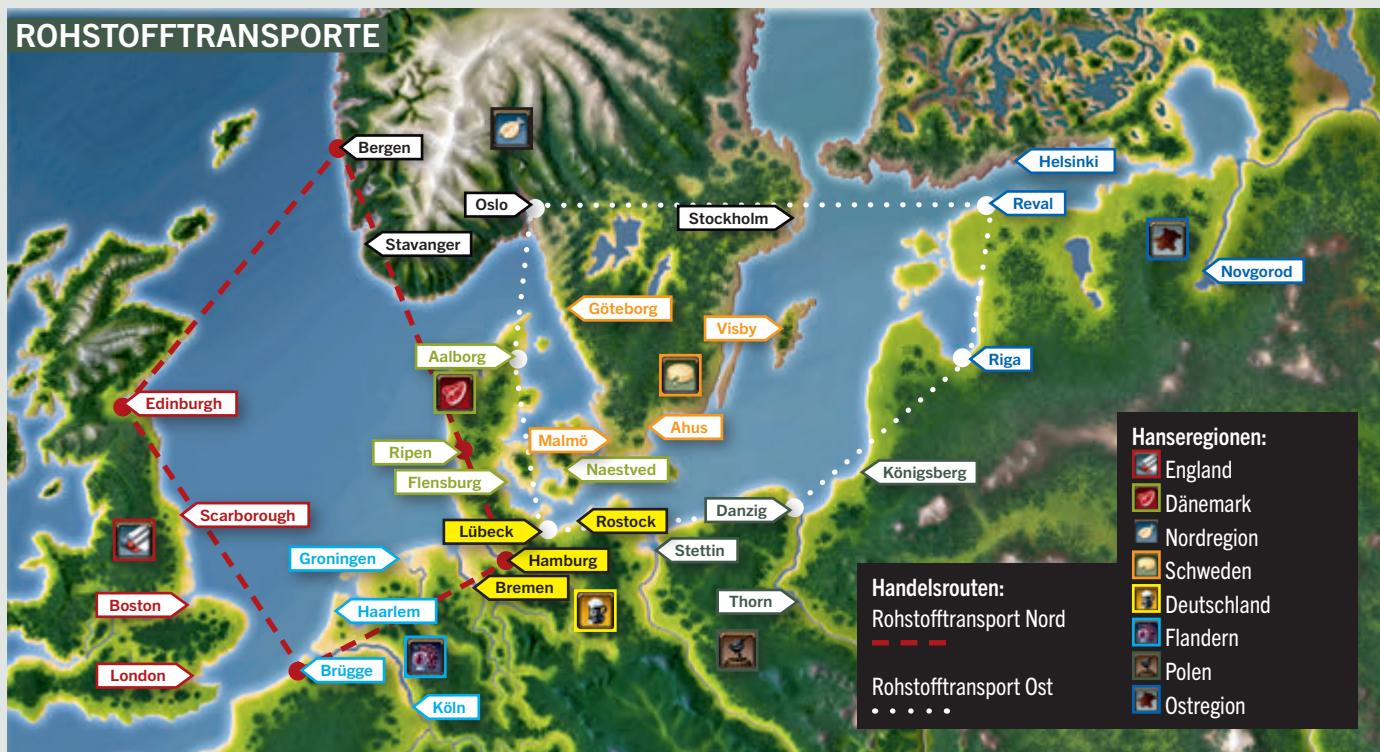 ROHSTOFFTRANSPORTE
Bergen
Helsinki
Oslo
Stockholm
Reval
Stavanger
Novgorod
Göteborg
Visby
Aalborg
Riga
Edinburgh
Ahus
Malmö
Ripen
Naestved
Flensburg
Königsberg
Danzig
Scarborough
Lübeck
Rostock
Stettin
Groningen
Hamburg
Bremen
Boston
Haarlem
Thorn
London
Brügge
Köln
Handelsrouten:
Rohstofftransport Nord
Rohstofftransport Ost
Hanseregionen:
England
Dänemark
Nordregion
Schweden
Deutschland
Flandern
Polen
Ostregion